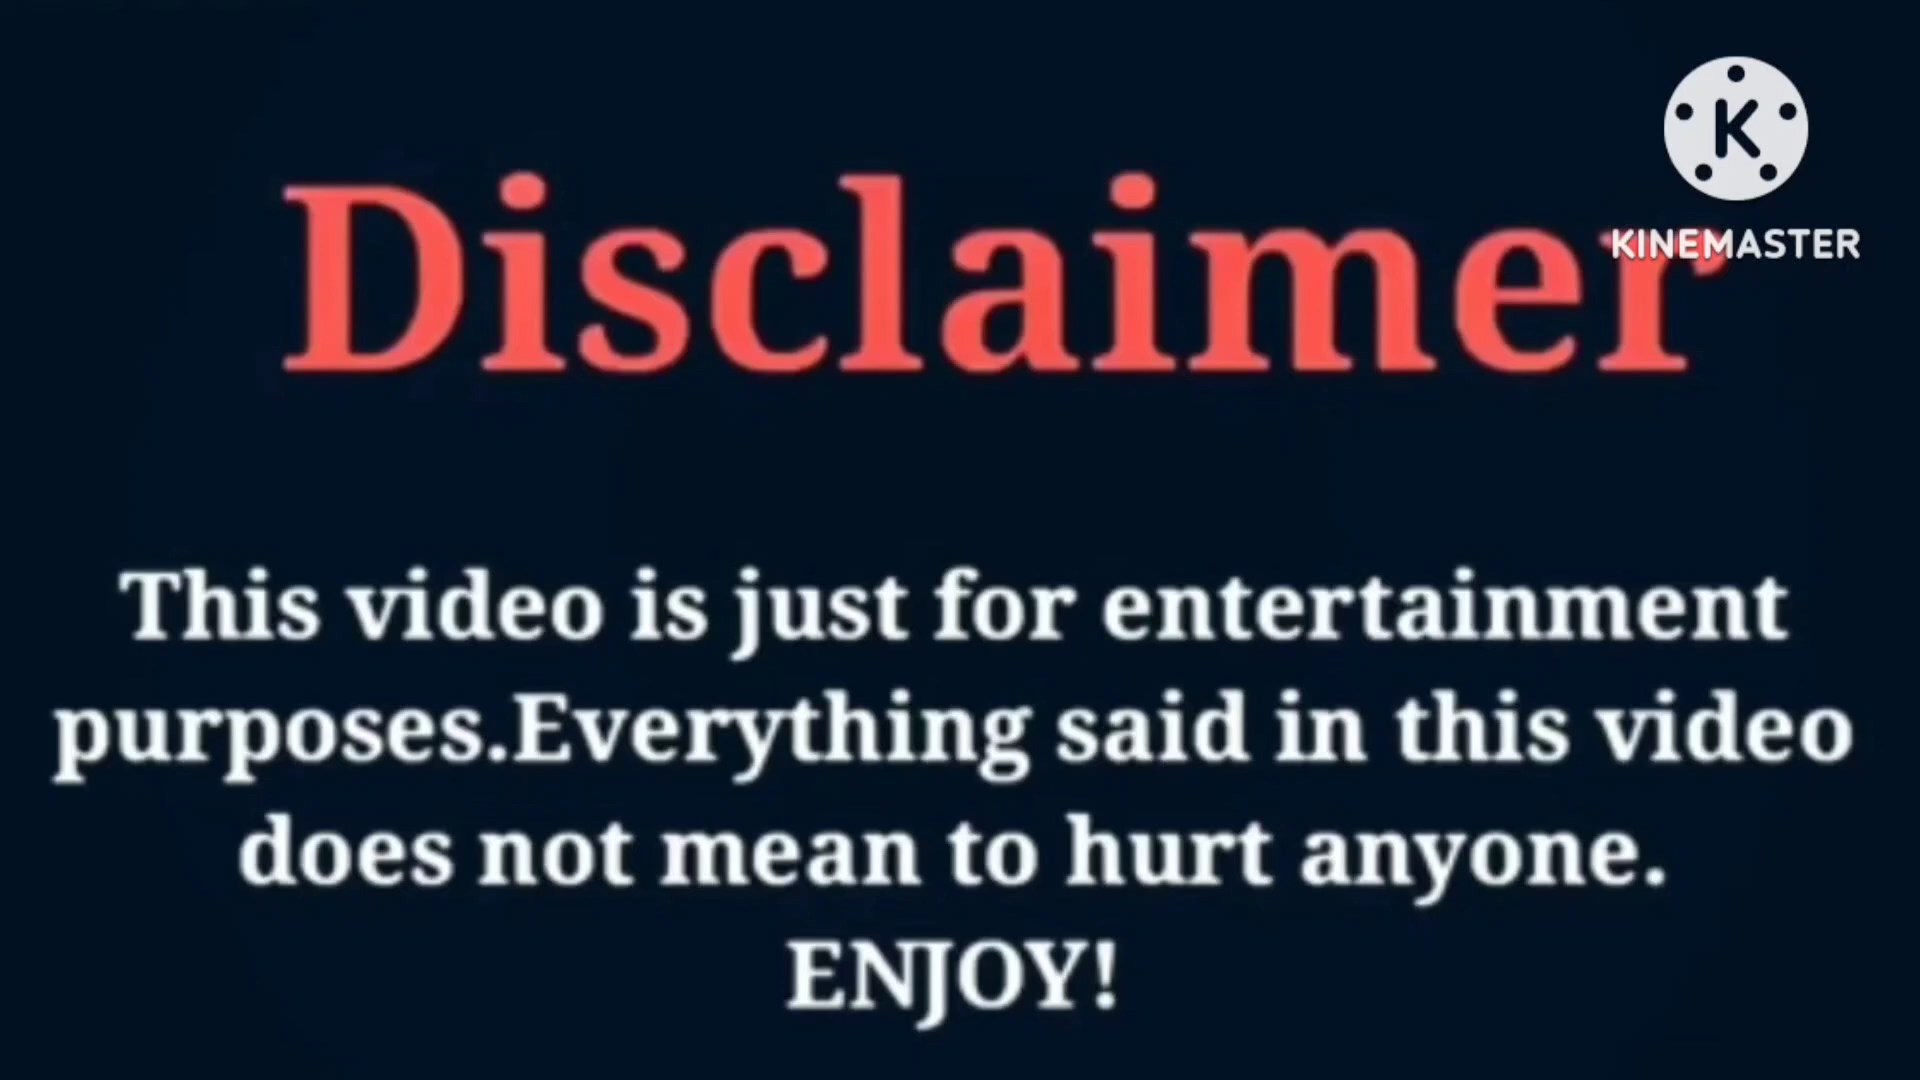 K
KINEMASTER
Disclaimer
This video is just for entertainment
purposes.Everything said in this video
does not mean to hurt anyone.
ENJOY!